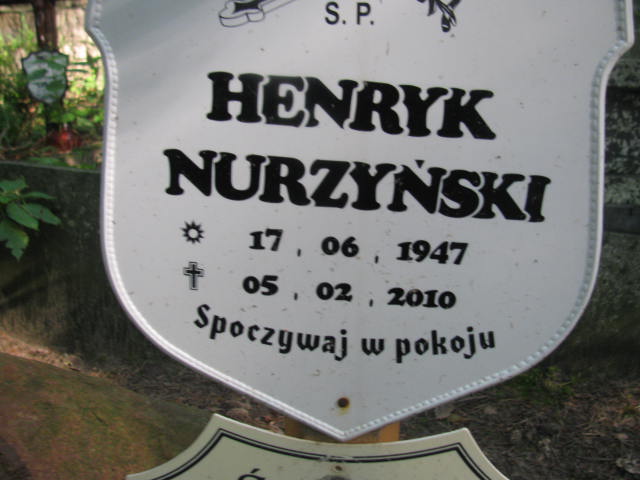 S.P.
HENRYK
NURZYŃSKI
17 . 06 . 1947
05 . 02 . 2010
Spoczywaj w pokoju